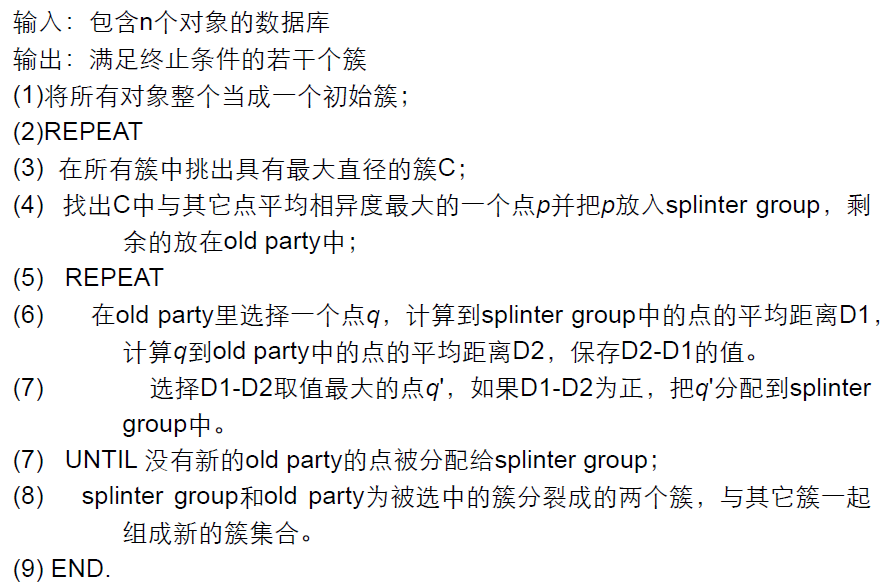 输入：包含n个对象的数据库
输出：满足终止条件的若干个簇
(1)将所有对象整个当成一个初始簇；
(2)REPEAT
(3) 在所有簇中挑出具有最大直径的簇C；
(4) 找出C中与其它点平均相异度最大的一个点p并把p放入splinter group，剩
余的放在old party中；
(5) REPEAT
(6) 在old party里选择一个点q，计算到splinter group中的点的平均距离D1，
计算q到old party中的点的平均距离D2，保存D2-D1的值。
(7) 选择D1-D2取值最大的点q'，如果D1-D2为正，把q'分配到splinter
group中。
(7) UNTIL 没有新的old party的点被分配给splinter group；
(8) splinter group和old party为被选中的簇分裂成的两个簇，与其它簇一起
组成新的簇集合。
(9) END.